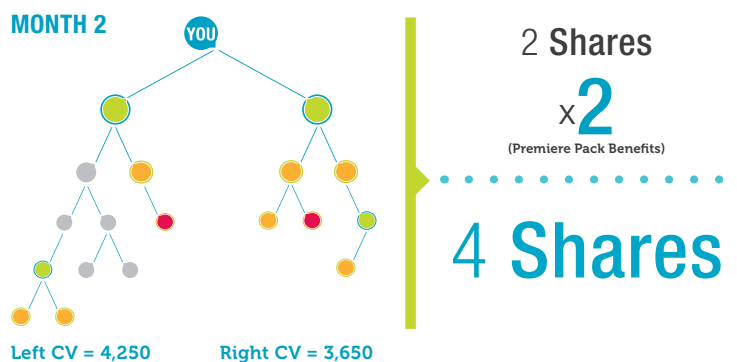 MONTH 2
YOU
Left CV = 4,250
Right CV = 3,650
2 Shares
x2
(Premiere Pack Benefits)
4 Shares